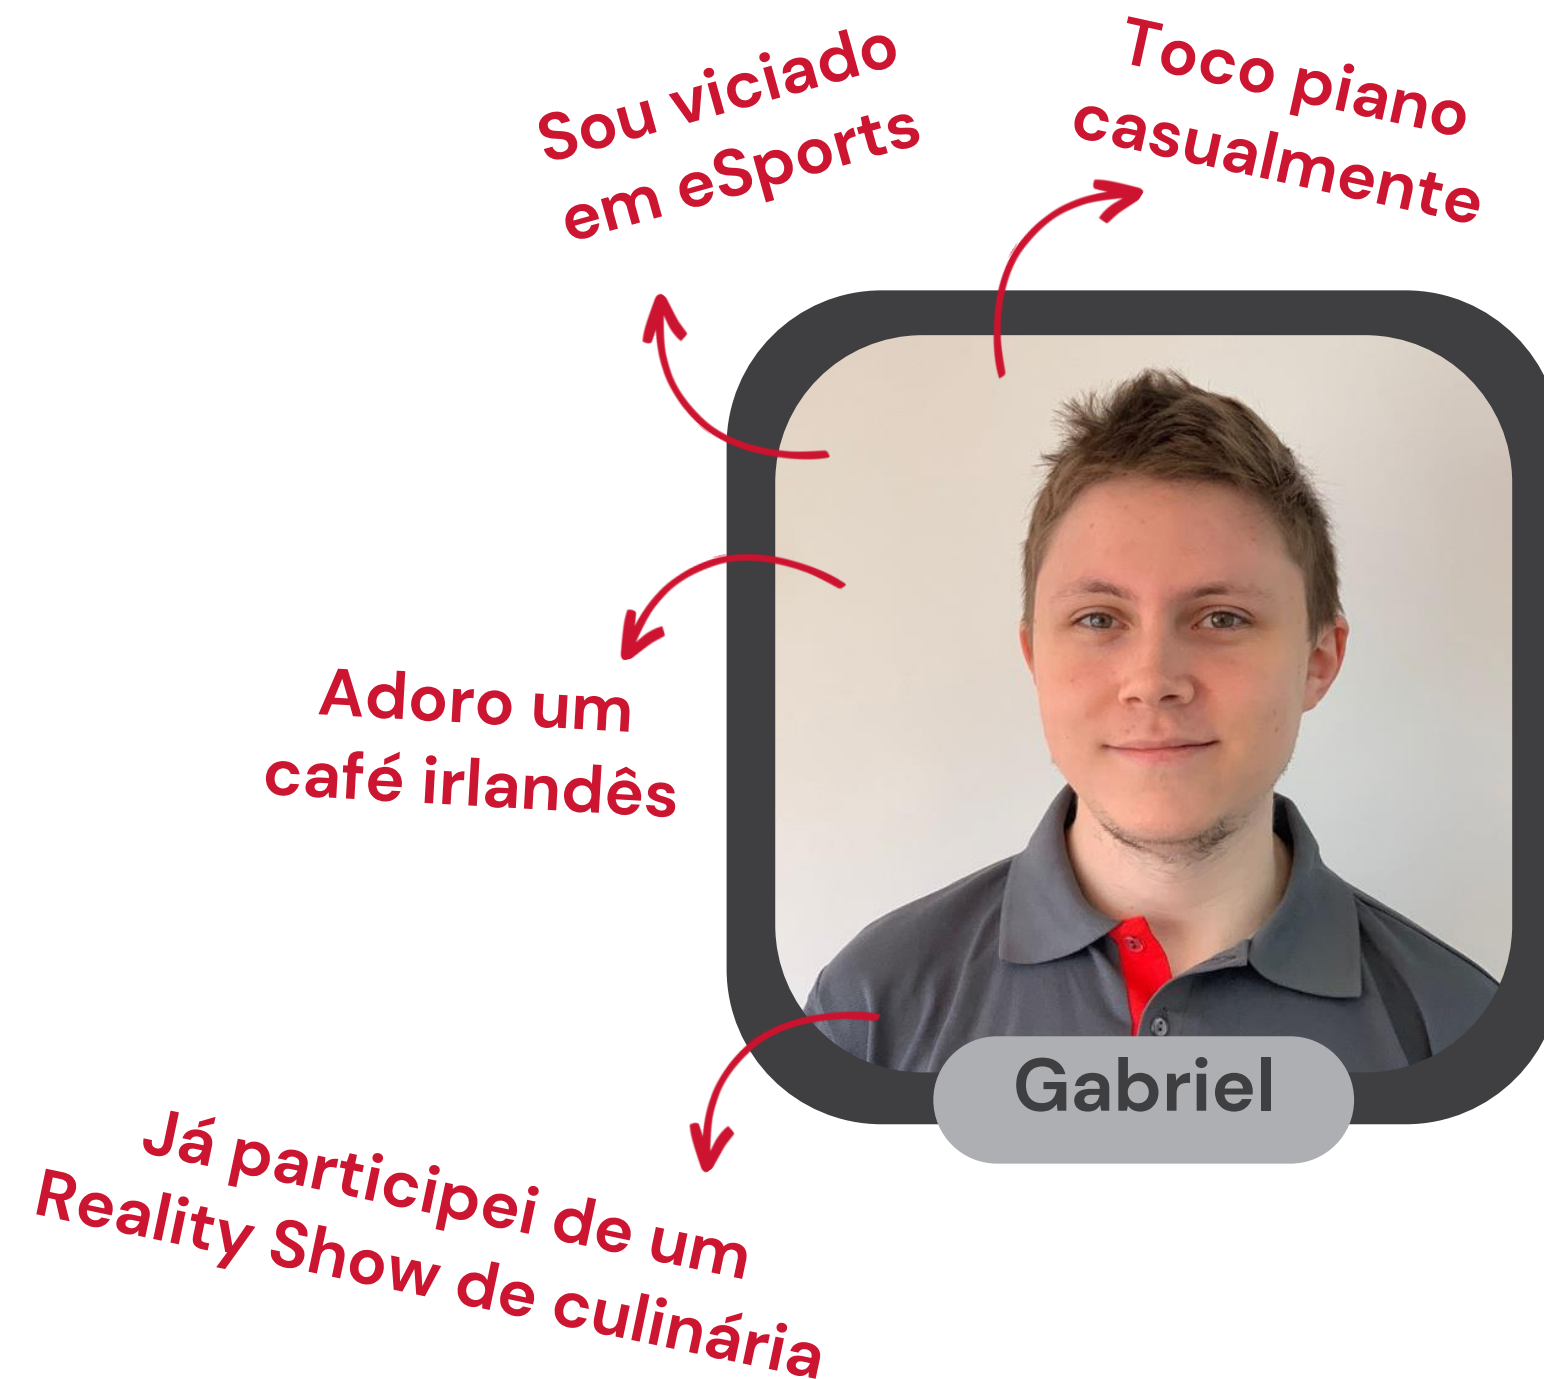 Sou viciado
em eSports
Toco piano
casualmente
Adoro um
café irlandês
Gabriel
Já participei de um
Reality Show de culinária